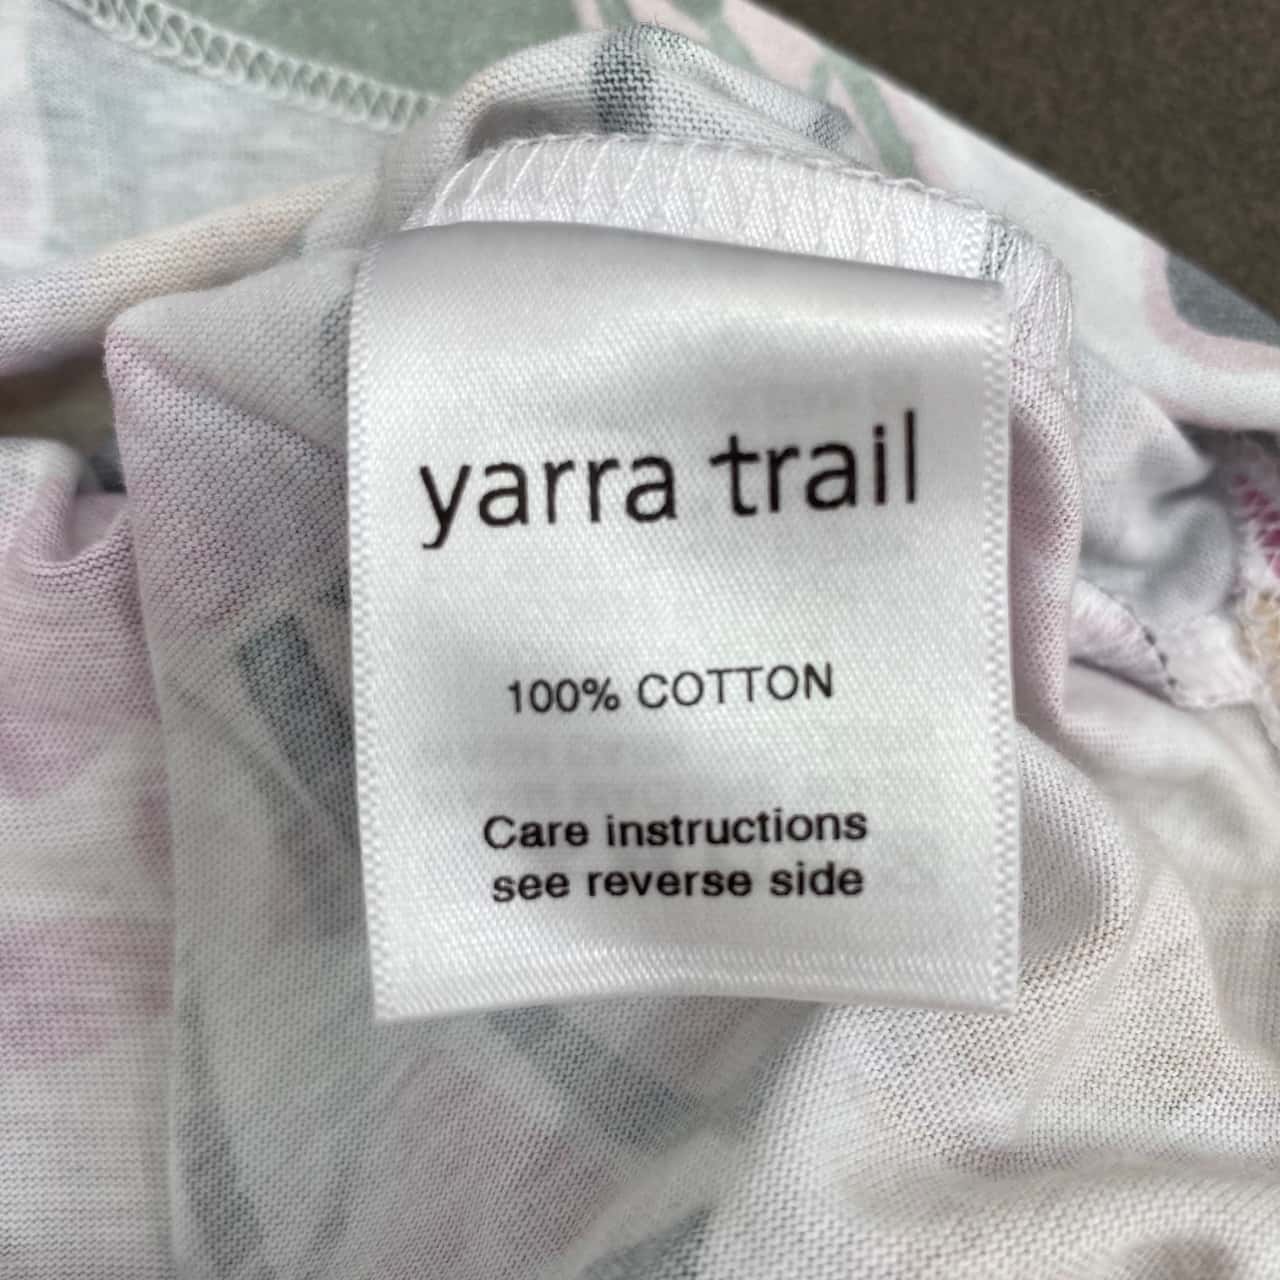 yarra trail
100% COTTON
Care instructions
see reverse side